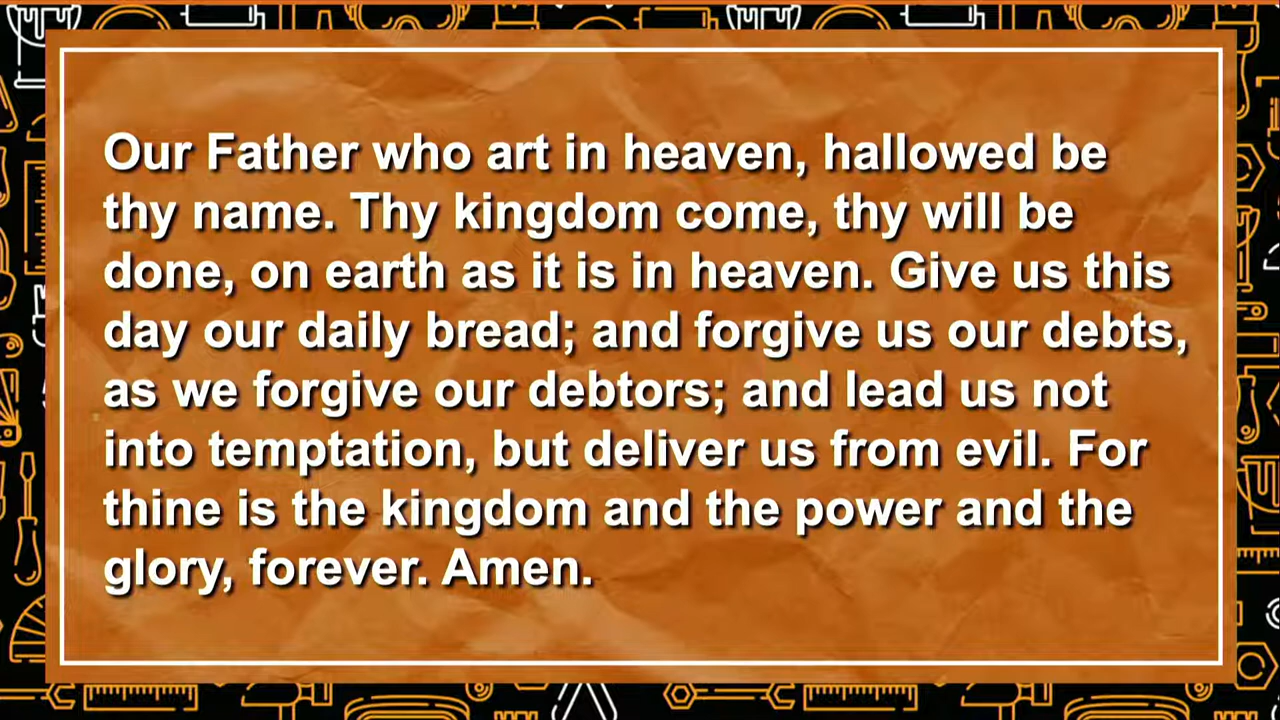 Our Father who art in heaven, hallowed be
thy name. Thy kingdom come, thy will be
done, on earth as it is in heaven. Give us this
day our daily bread; and forgive us our debts,
as we forgive our debtors; and lead us not
into temptation, but deliver us from evil. For
thine is the kingdom and the power and the
glory, forever. Amen.